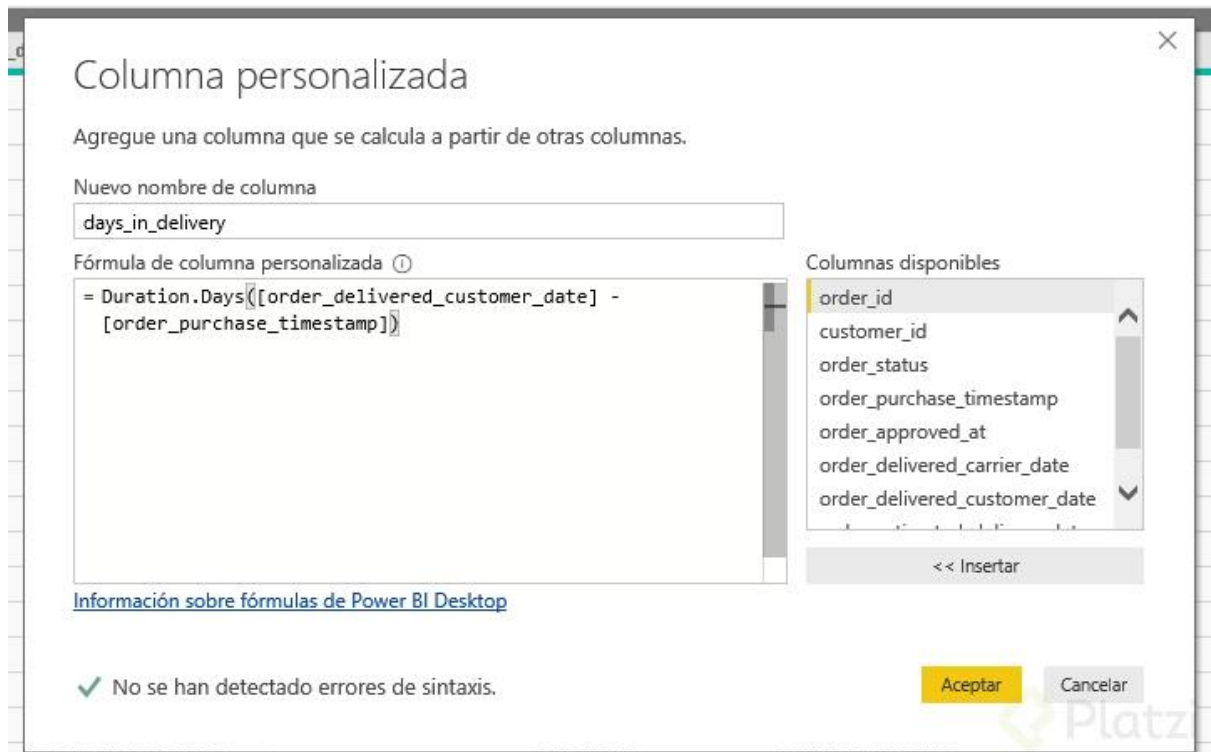 _d
Columna personalizada
Agregue una columna que se calcula a partir de otras columnas.
Nuevo nombre de columna
days_in_delivery
Fórmula de columna personalizada
= Duration.Days([order_delivered_customer_date] -
[order_purchase_timestamp])
Columnas disponibles
order_id
customer_id
order_status
order_purchase_timestamp
order_approved_at
order_delivered_carrier_date
order_delivered_customer_date
<< Insertar
Información sobre fórmulas de Power BI Desktop
No se han detectado errores de sintaxis.
Aceptar
Cancelar
Platzi